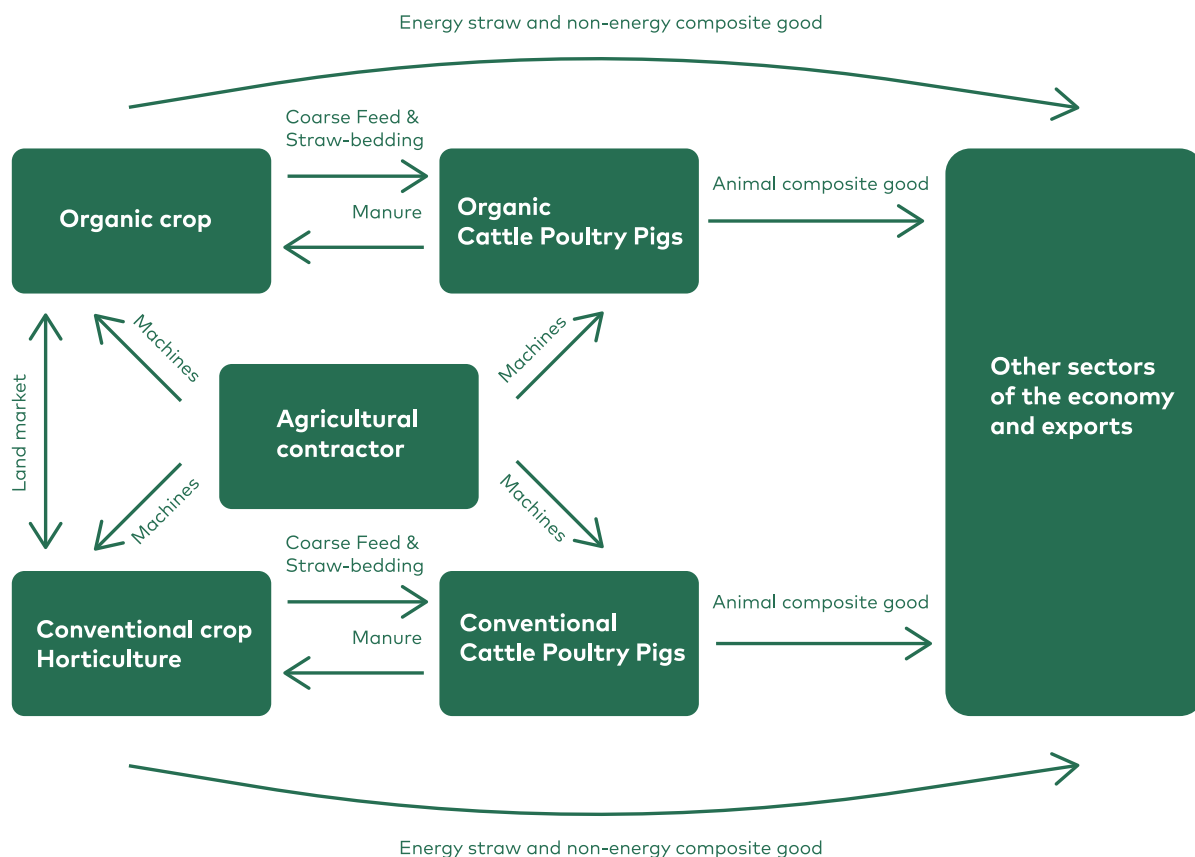 Energy straw and non-energy composite good
Coarse Feed &
Straw-bedding
Organic crop
Manure
Organic
Cattle Poultry Pigs
Animal composite good
Machines
Machines
Land market
Agricultural
contractor
Other sectors
of the economy
and exports
Machines
Machines
Coarse Feed &
Straw-bedding
Conventional crop
Horticulture
Manure
Conventional
Cattle Poultry Pigs
Animal composite good
Energy straw and non-energy composite good